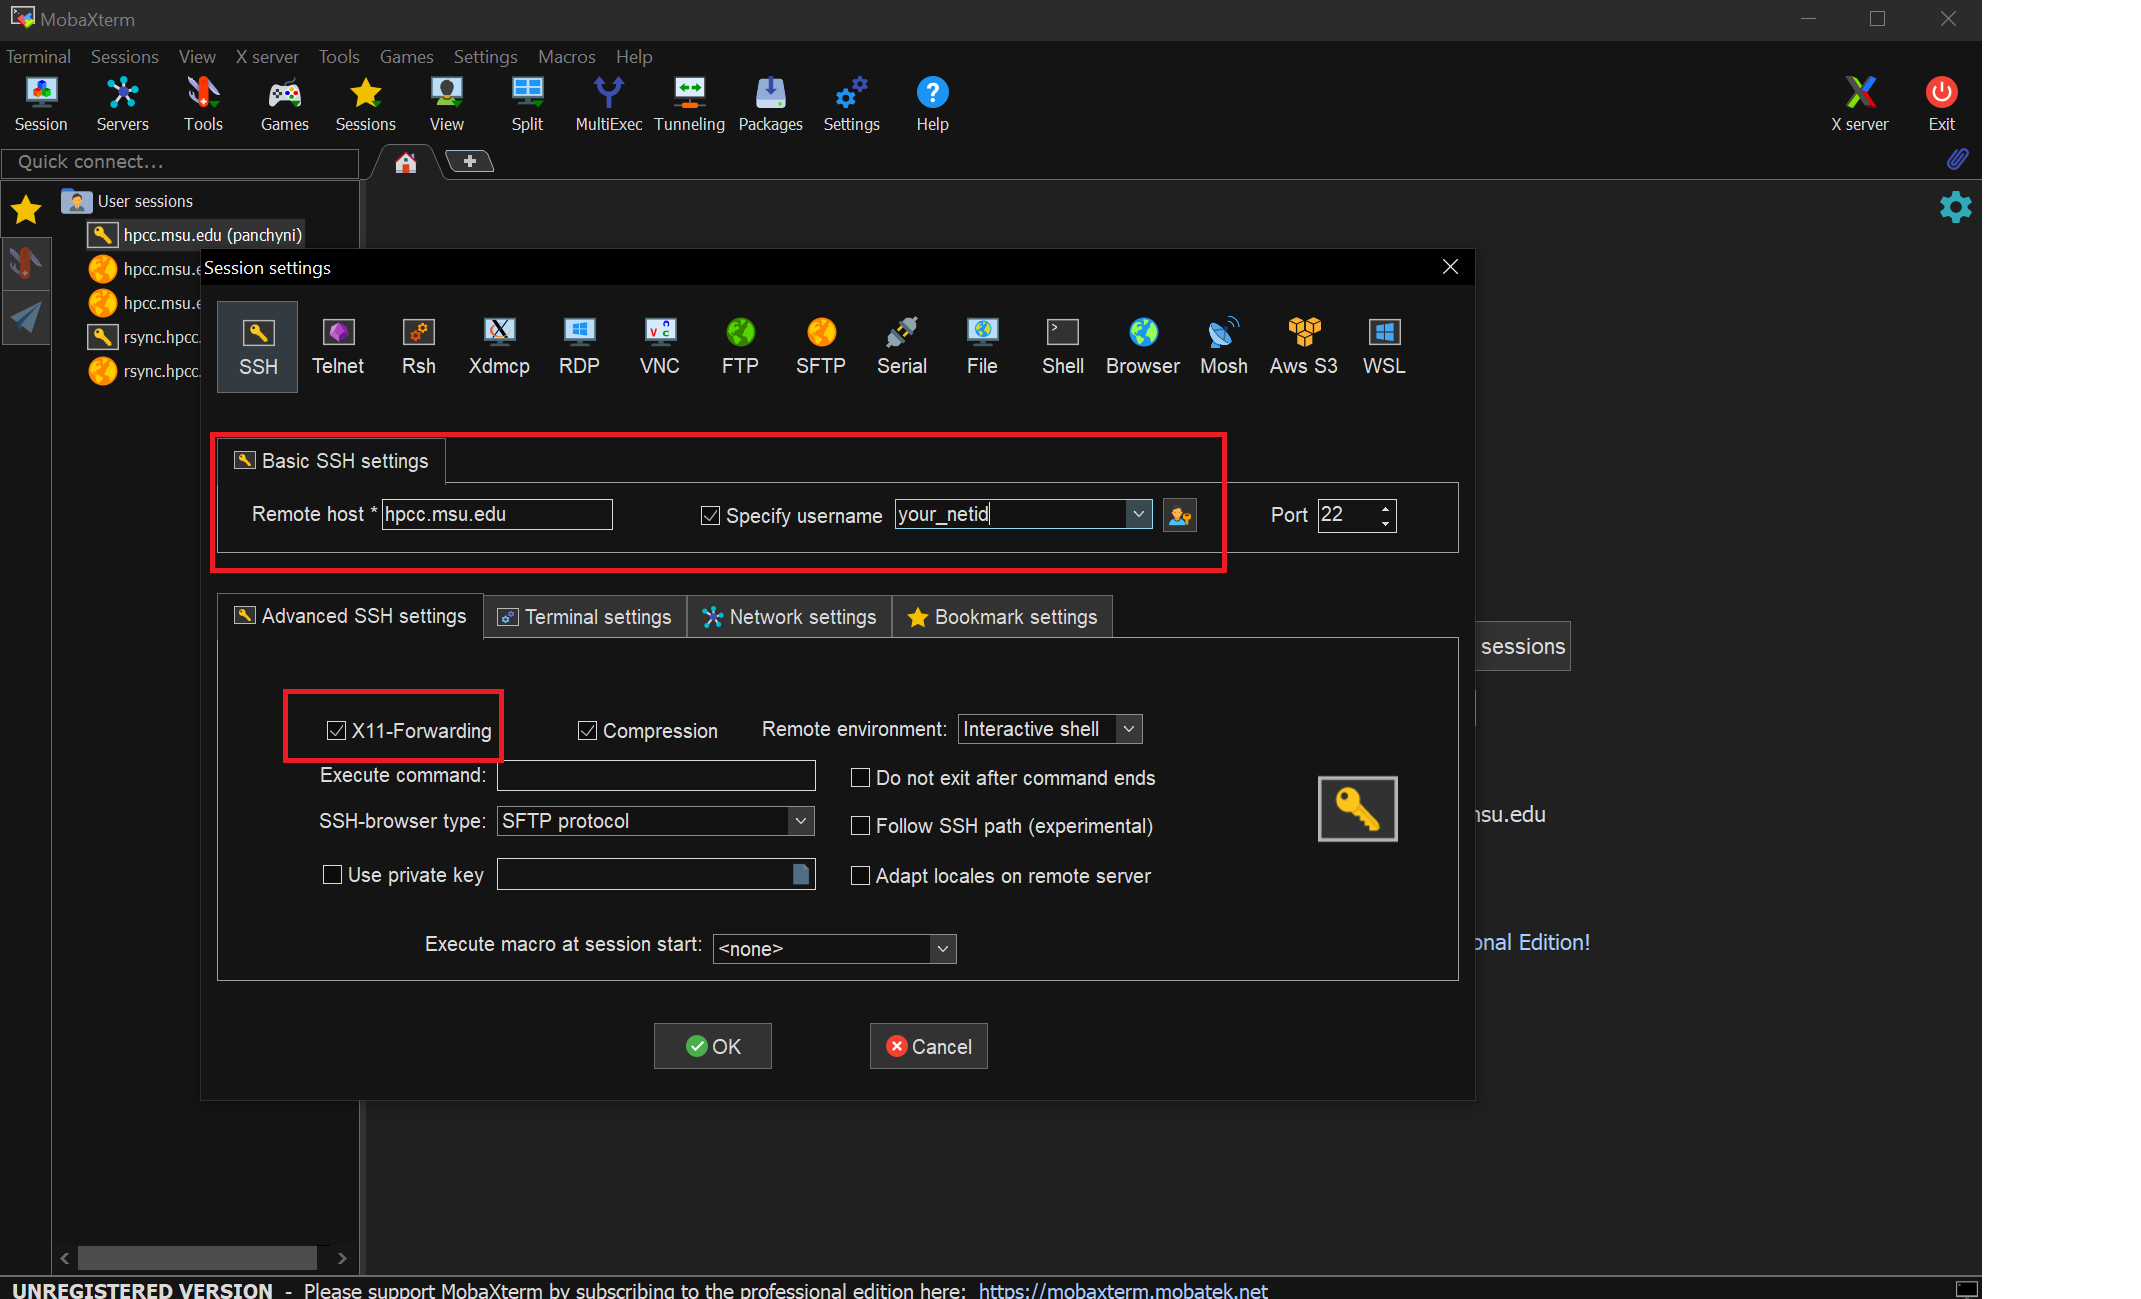 MobaXterm
Terminal Sessions View X server Tools Games Settings Macros Help
Session Servers Tools Games Sessions View Split MultiExec Tunneling Packages Settings Help X server Exit
Quick connect...
User sessions
hpcc.msu.edu (panchyni)
hpcc.msu.e
hpcc.msu.e
rsync.hpcc.
rsync.hpcc.
Session settings
SSH Telnet Rsh Xdmcp RDP VNC FTP SFTP Serial File Shell Browser Mosh Aws S3 WSL
Basic SSH settings
Remote host * hpcc.msu.edu Specify username your_netid Port 22
Advanced SSH settings Terminal settings Network settings Bookmark settings
sessions
X11-Forwarding Compression Remote environment: Interactive shell
Execute command: Do not exit after command ends
SSH-browser type: SFTP protocol Follow SSH path (experimental)
msu.edu
Use private key Adapt locales on remote server
Execute macro at session start: <none>
onal Edition!
OK Cancel
UNREGISTERED VERSION - Please support MobaXterm by subscribing to the professional edition here: https://mobaxterm.mobatek.net